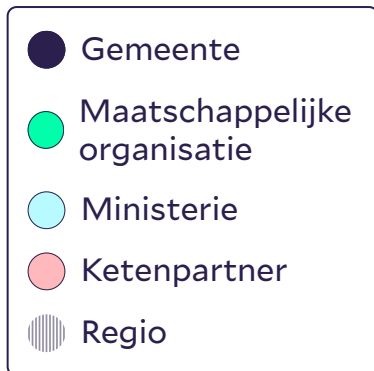 Gemeente
Maatschappelijke
organisatie
Ministerie
Ketenpartner
Regio